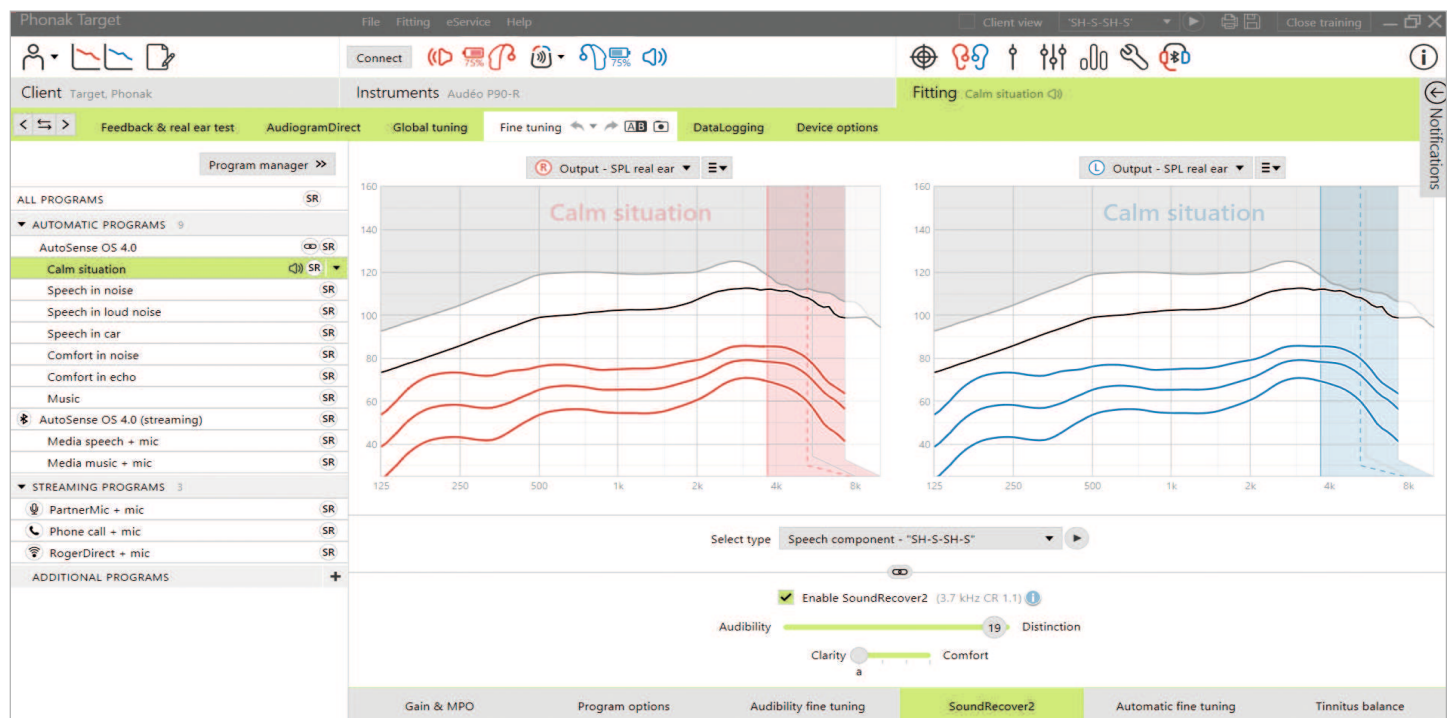 Phonak Target File Fitting eService Help Client view "SH-S-SH-S" Close training
Connect 75% 75%
Client Target, Phonak Instruments Audéo P90-R Fitting Calm situation
Notifications
Feedback & real ear test AudiogramDirect Global tuning Fine tuning AB DataLogging Device options
Program manager »
R Output - SPL real ear
L Output - SPL real ear
ALL PROGRAMS SR
AUTOMATIC PROGRAMS 9
AutoSense OS 4.0 SR
Calm situation SR
Speech in noise SR
Speech in loud noise SR
Speech in car SR
Comfort in noise SR
Comfort in echo SR
Music SR
AutoSense OS 4.0 (streaming) SR
Media speech + mic SR
Media music + mic SR
STREAMING PROGRAMS 3
PartnerMic + mic SR
Phone call + mic SR
RogerDirect + mic SR
ADDITIONAL PROGRAMS +
Calm situation
160
140
120
100
80
60
40
125 250 500 1k 2k 4k 8k
Calm situation
160
140
120
100
80
60
40
125 250 500 1k 2k 4k 8k
Select type Speech component - "SH-S-SH-S"
Enable SoundRecover2 (3.7 kHz CR 1.1) i
Audibility 19 Distinction
Clarity Comfort
a
Gain & MPO Program options Audibility fine tuning SoundRecover2 Automatic fine tuning Tinnitus balance